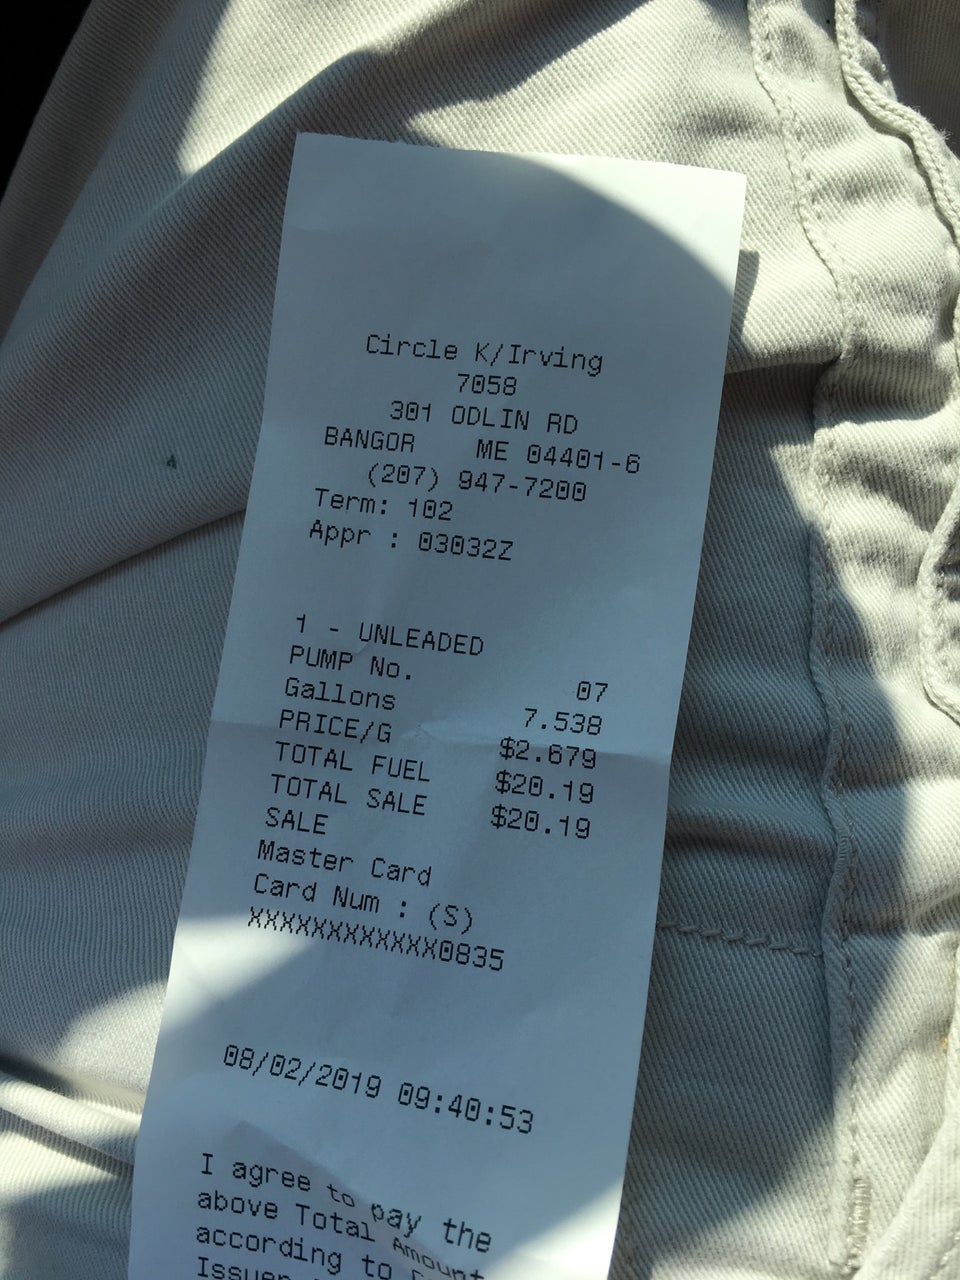 Circle K/Irving
7058
301 ODLIN RD
BANGOR ME 04401-6
(207) 947-7200
Term: 102
Appr : 03032Z
1 - UNLEADED
PUMP No. 07
Gallons 7.538
PRICE/G $2.679
TOTAL FUEL $20.19
TOTAL SALE $20.19
SALE
Master Card
Card Num : (S)
XXXXXXXXXXXX0835
08/02/2019 09:40:53
I agree to pay the
above Total Amount
according to
Issuer